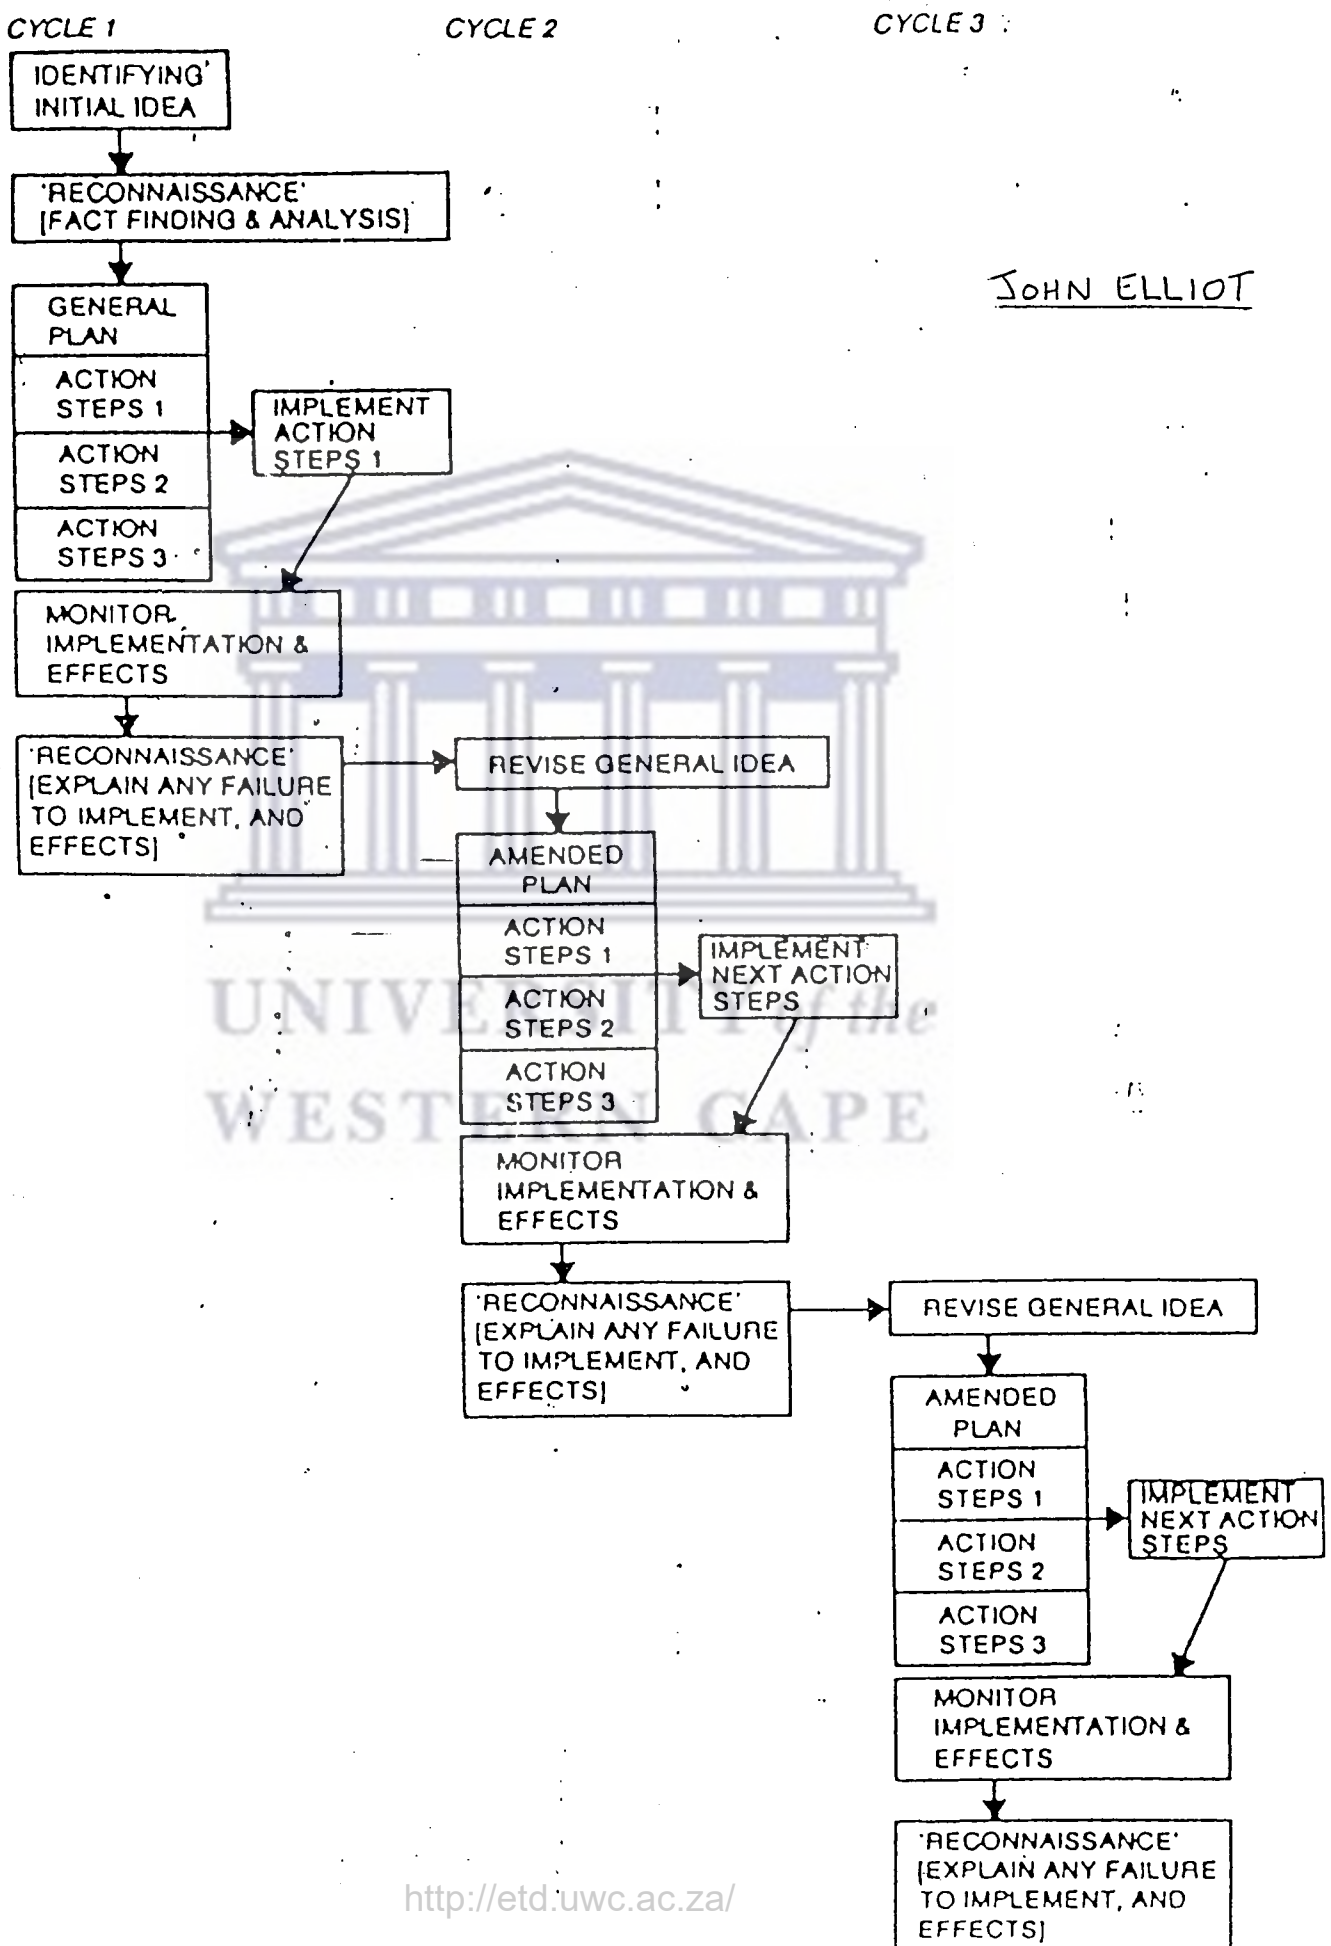 CYCLE 1
CYCLE 2
CYCLE 3
IDENTIFYING
INITIAL IDEA
'RECONNAISSANCE'
[FACT FINDING & ANALYSIS]
JOHN ELLIOT
GENERAL
PLAN
ACTION
STEPS 1
ACTION
STEPS 2
ACTION
STEPS 3
IMPLEMENT
ACTION
STEPS 1
MONITOR
IMPLEMENTATION &
EFFECTS
'RECONNAISSANCE'
[EXPLAIN ANY FAILURE
TO IMPLEMENT, AND
EFFECTS]
REVISE GENERAL IDEA
AMENDED
PLAN
ACTION
STEPS 1
ACTION
STEPS 2
ACTION
STEPS 3
IMPLEMENT
NEXT ACTION
STEPS
UNIVERSITY of the
WESTERN CAPE
MONITOR
IMPLEMENTATION &
EFFECTS
'RECONNAISSANCE'
[EXPLAIN ANY FAILURE
TO IMPLEMENT, AND
EFFECTS]
REVISE GENERAL IDEA
AMENDED
PLAN
ACTION
STEPS 1
ACTION
STEPS 2
ACTION
STEPS 3
IMPLEMENT
NEXT ACTION
STEPS
MONITOR
IMPLEMENTATION &
EFFECTS
'RECONNAISSANCE'
[EXPLAIN ANY FAILURE
TO IMPLEMENT, AND
EFFECTS]
http://etd.uwc.ac.za/